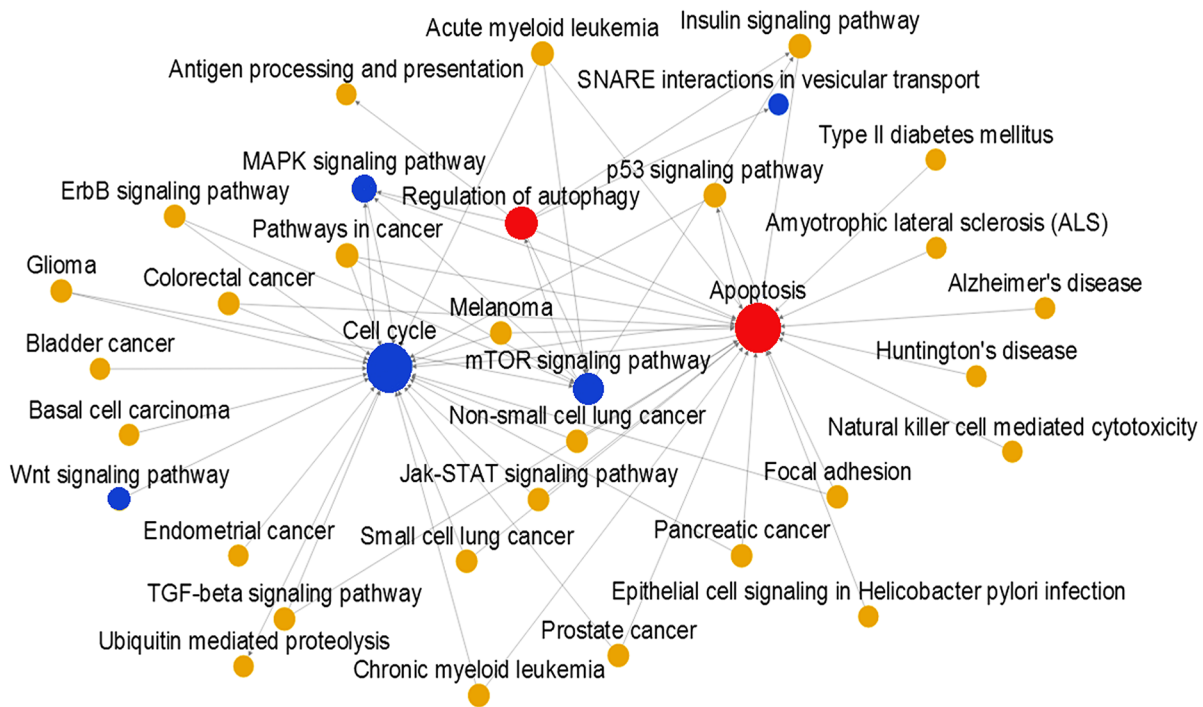 Insulin signaling pathway
Acute myeloid leukemia
Antigen processing and presentation
SNARE interactions in vesicular transport
Type II diabetes mellitus
MAPK signaling pathway
p53 signaling pathway
ErbB signaling pathway
Regulation of autophagy
Amyotrophic lateral sclerosis (ALS)
Pathways in cancer
Glioma
Colorectal cancer
Alzheimer's disease
Apoptosis
Melanoma
Cell cycle
Bladder cancer
Huntington's disease
mTOR signaling pathway
Basal cell carcinoma
Non-small cell lung cancer
Natural killer cell mediated cytotoxicity
Wnt signaling pathway
Jak-STAT signaling pathway
Focal adhesion
Endometrial cancer
Small cell lung cancer
Pancreatic cancer
TGF-beta signaling pathway
Epithelial cell signaling in Helicobacter pylori infection
Ubiquitin mediated proteolysis
Prostate cancer
Chronic myeloid leukemia